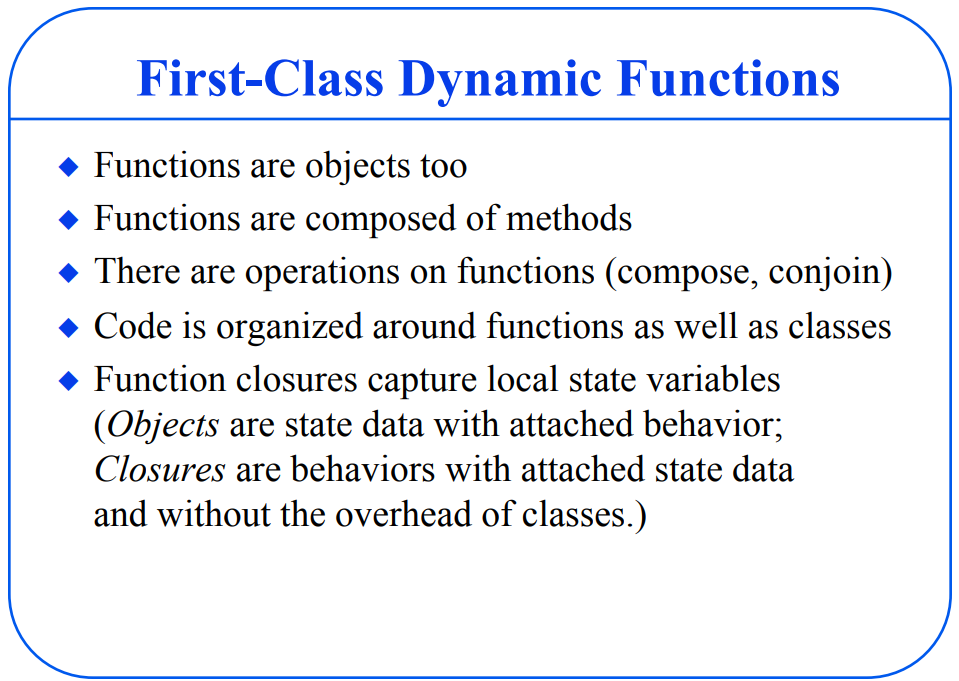 First-Class Dynamic Functions
Functions are objects too
Functions are composed of methods
There are operations on functions (compose, conjoin)
Code is organized around functions as well as classes
Function closures capture local state variables
(Objects are state data with attached behavior;
Closures are behaviors with attached state data
and without the overhead of classes.)